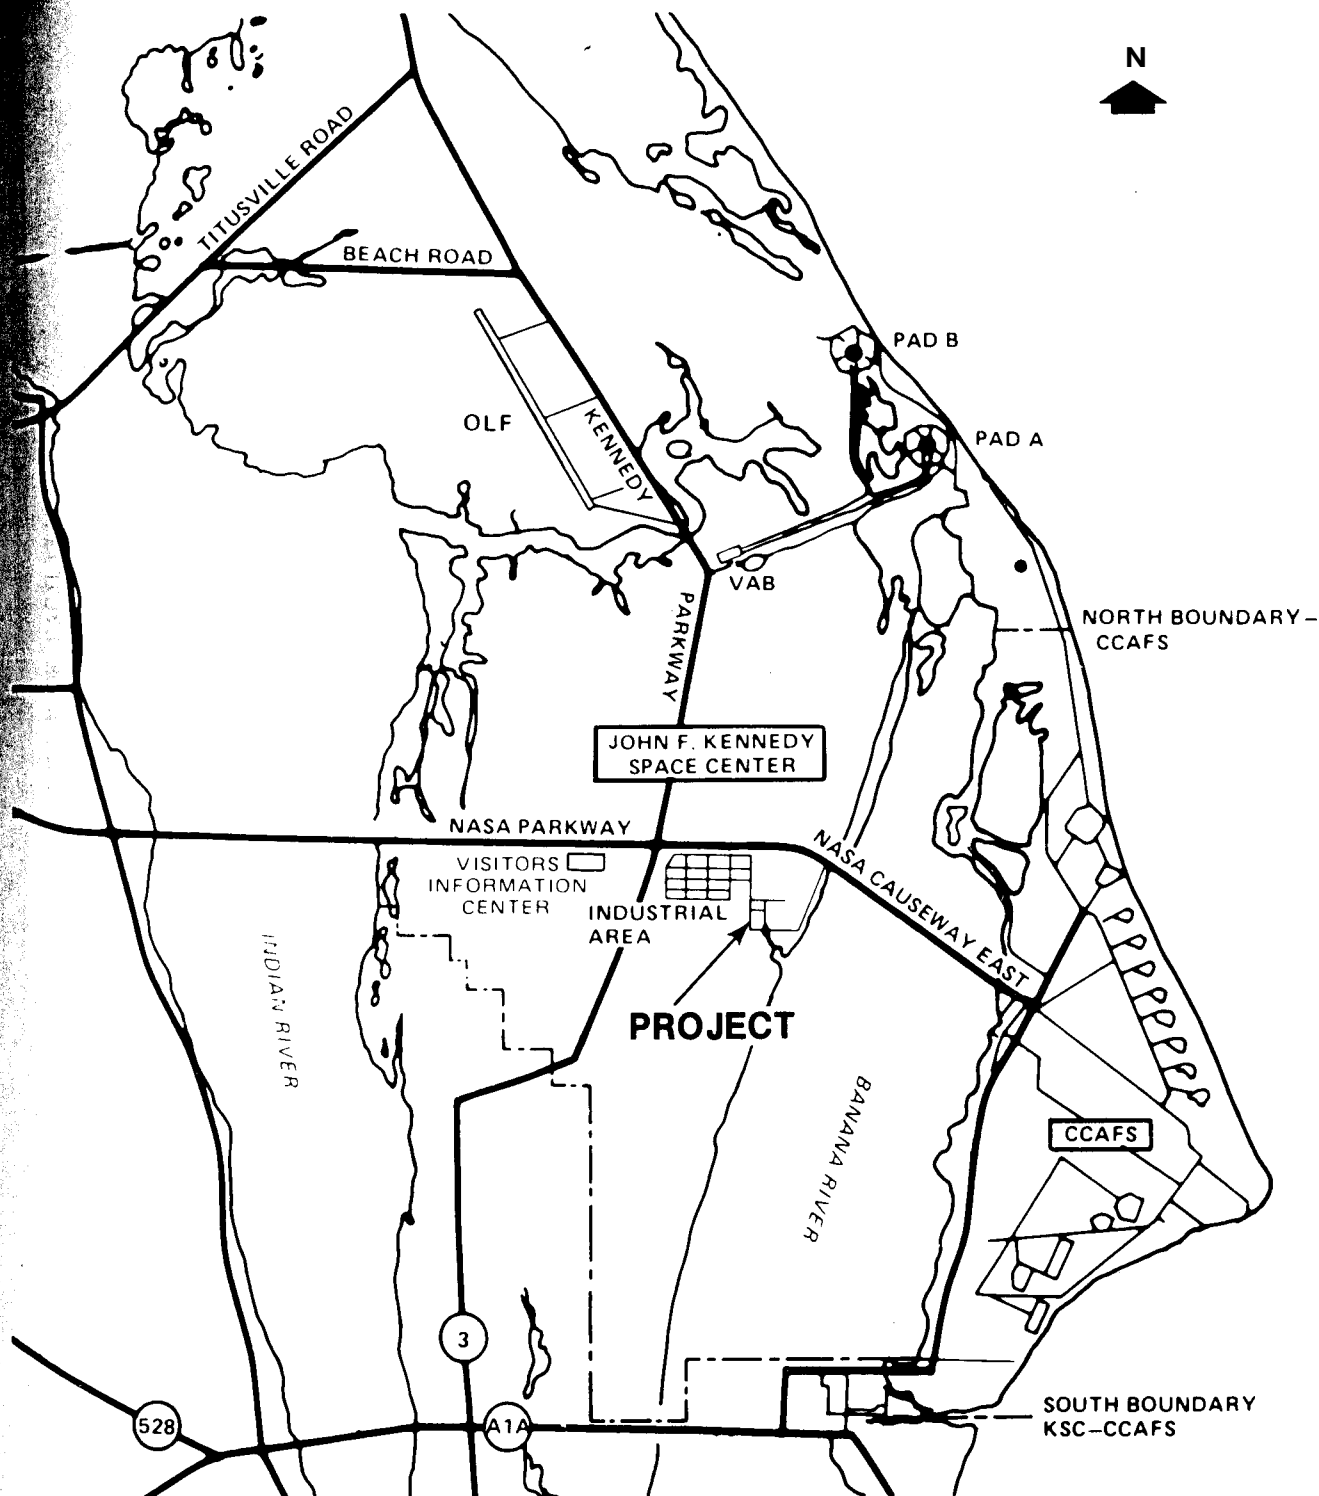 N
TITUSVILLE ROAD
BEACH ROAD
PAD B
OLF
KENNEDY
PAD A
VAB
PARKWAY
NORTH BOUNDARY–
CCAFS
JOHN F. KENNEDY
SPACE CENTER
NASA PARKWAY
NASA CAUSEWAY EAST
VISITORS
INFORMATION
CENTER
INDUSTRIAL
AREA
INDIAN RIVER
PROJECT
BANANA RIVER
CCAFS
3
528
A1A
SOUTH BOUNDARY
KSC–CCAFS